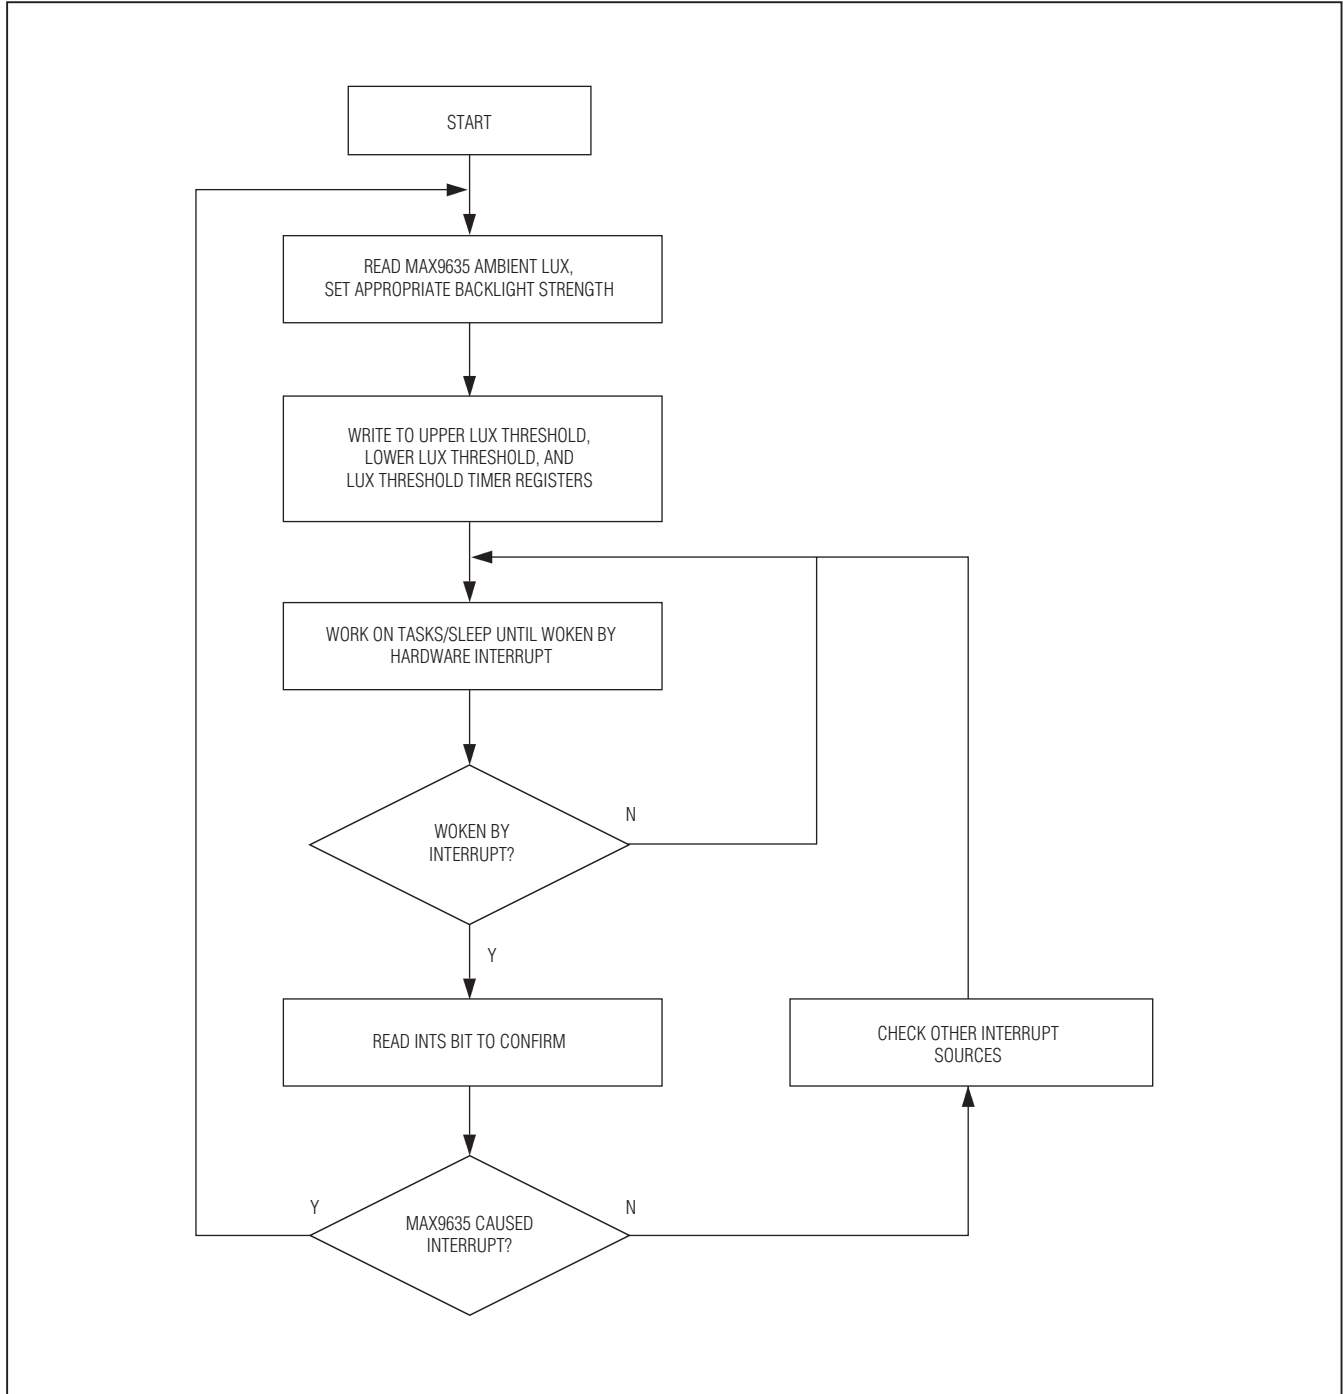 START
READ MAX9635 AMBIENT LUX,
SET APPROPRIATE BACKLIGHT STRENGTH
WRITE TO UPPER LUX THRESHOLD,
LOWER LUX THRESHOLD, AND
LUX THRESHOLD TIMER REGISTERS
WORK ON TASKS/SLEEP UNTIL WOKEN BY
HARDWARE INTERRUPT
WOKEN BY
INTERRUPT?
N
Y
READ INTS BIT TO CONFIRM
CHECK OTHER INTERRUPT
SOURCES
Y
MAX9635 CAUSED
INTERRUPT?
N